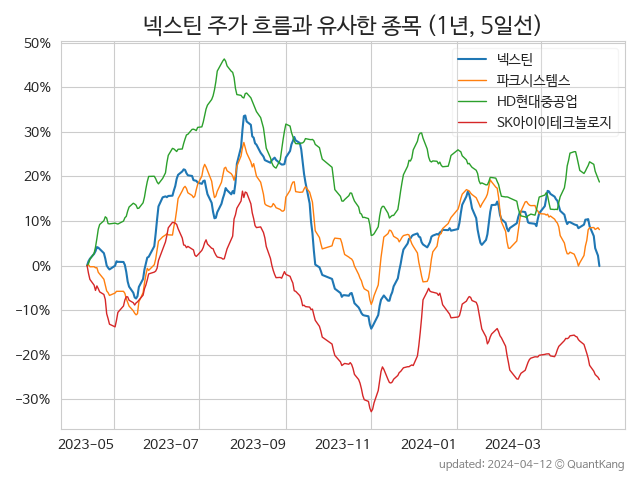 넥스틴 주가 흐름과 유사한 종목 (1년, 5일선)
50%
40%
30%
20%
10%
0%
−10%
−20%
−30%
넥스틴
파크시스템스
HD현대중공업
SK아이이테크놀로지
2023-05 2023-07 2023-09 2023-11 2024-01 2024-03
updated: 2024-04-12 © QuantKang